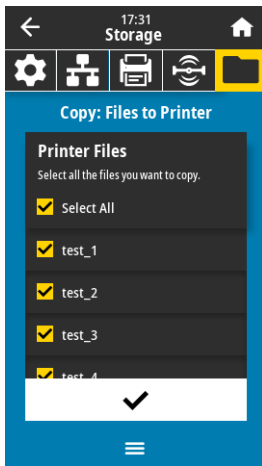 17:31
Storage
Copy: Files to Printer
Printer Files
Select all the files you want to copy.
Select All
test_1
test_2
test_3
test_4